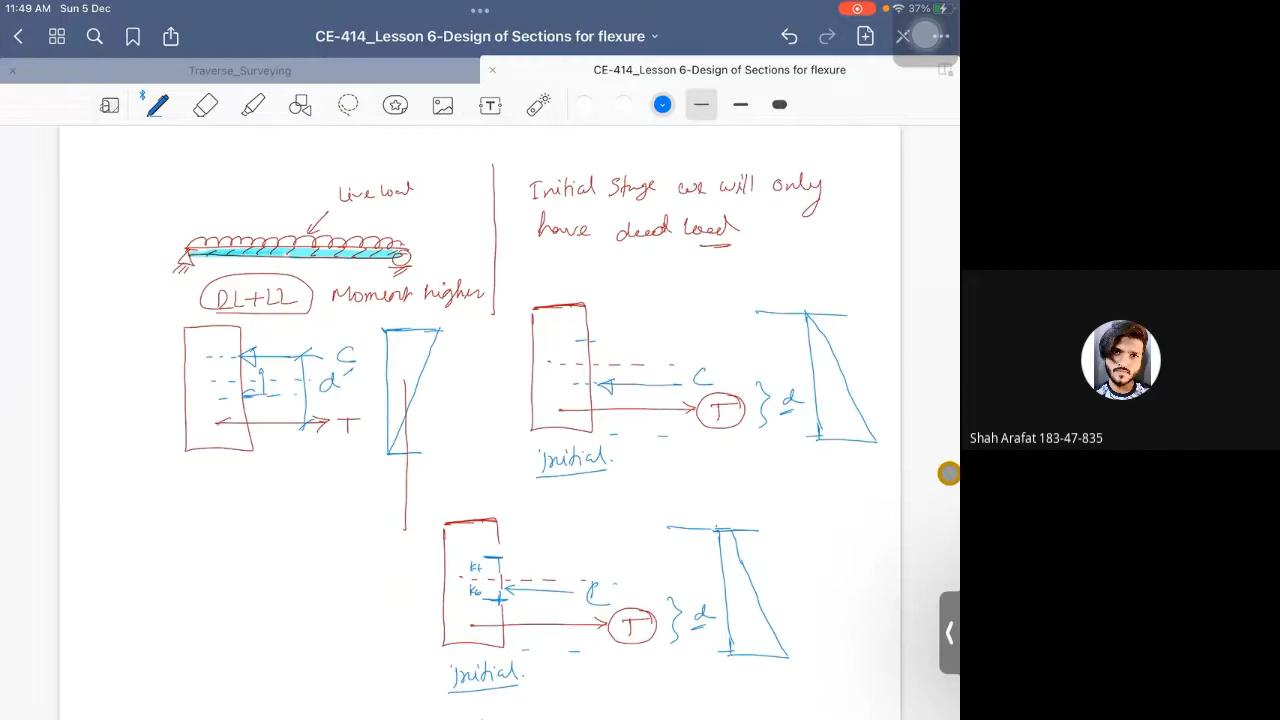 11:49 AM Sun 5 Dec
37%
CE-414_Lesson 6-Design of Sections for flexure
Traverse_Surveying
CE-414_Lesson 6-Design of Sections for flexure
T
Live load
Initial Stage we will only
have dead load
DL+LL Moment higher
C
d
d
T
C
T
d
initial.
Kt
Kb
C
T
d
initial.
Shah Arafat 183-47-835